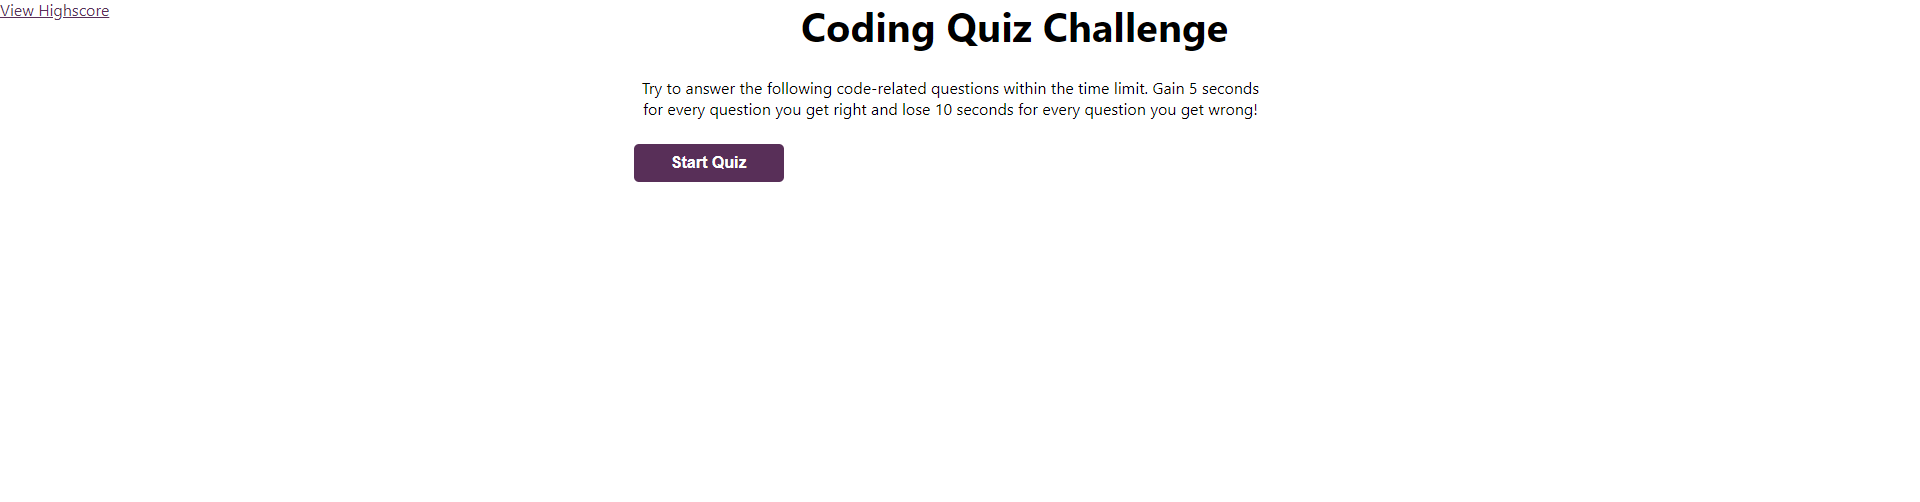 View Highscore
Coding Quiz Challenge
Try to answer the following code-related questions within the time limit. Gain 5 seconds
for every question you get right and lose 10 seconds for every question you get wrong!
Start Quiz